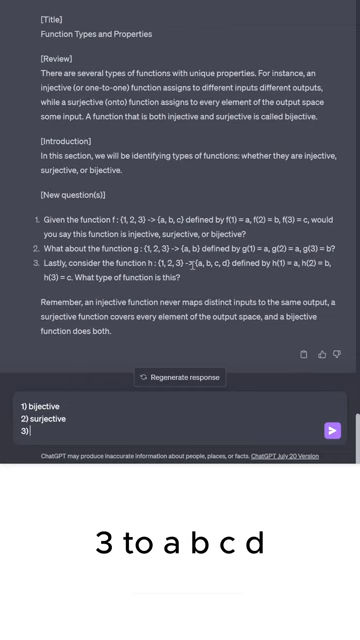 [Title]
Function Types and Properties
[Review]
There are several types of functions with unique properties. For instance, an
injective (or one-to-one) function assigns to different inputs different outputs,
while a surjective (onto) function assigns to every element of the output space
some input. A function that is both injective and surjective is called bijective.
[Introduction]
In this section, we will be identifying types of functions: whether they are injective,
surjective, or bijective.
[New question(s)]
1. Given the function f : {1, 2, 3} -> {a, b, c} defined by f(1) = a, f(2) = b, f(3) = c, would
you say this function is injective, surjective, or bijective?
2. What about the function g : {1, 2, 3} -> {a, b} defined by g(1) = a, g(2) = a, g(3) = b?
3. Lastly, consider the function h : {1, 2, 3} -> {a, b, c, d} defined by h(1) = a, h(2) = b,
h(3) = c. What type of function is this?
Remember, an injective function never maps distinct inputs to the same output, a
surjective function covers every element of the output space, and a bijective
function does both.
Regenerate response
1) bijective
2) surjective
3)
ChatGPT may produce inaccurate information about people, places, or facts. ChatGPT July 20 Version
3 to a b c d